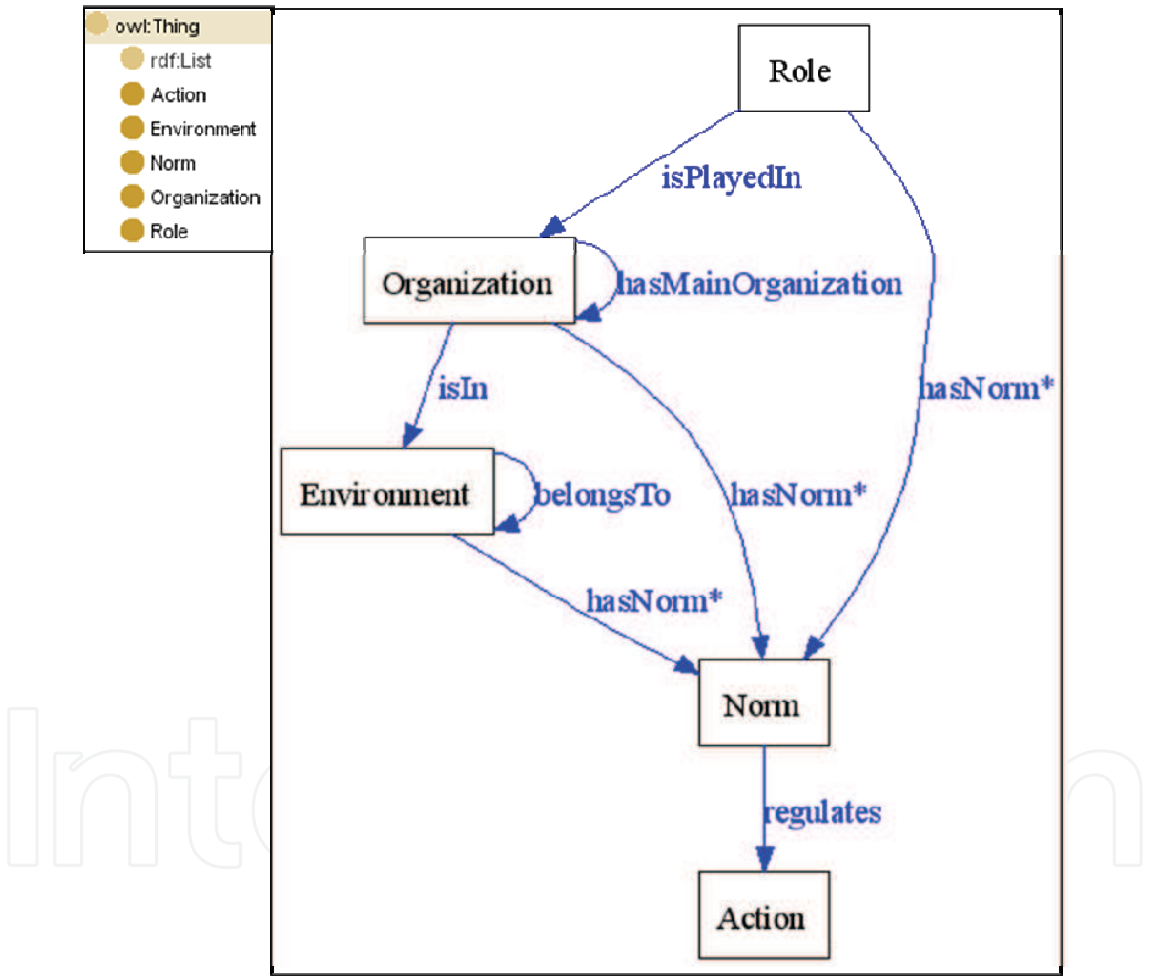 owl:Thing
rdf:List
Action
Environment
Norm
Organization
Role
Role
isPlayedIn
Organization
hasMainOrganization
isIn
hasNorm*
Environment
belongsTo
hasNorm*
hasNorm*
Norm
regulates
Action